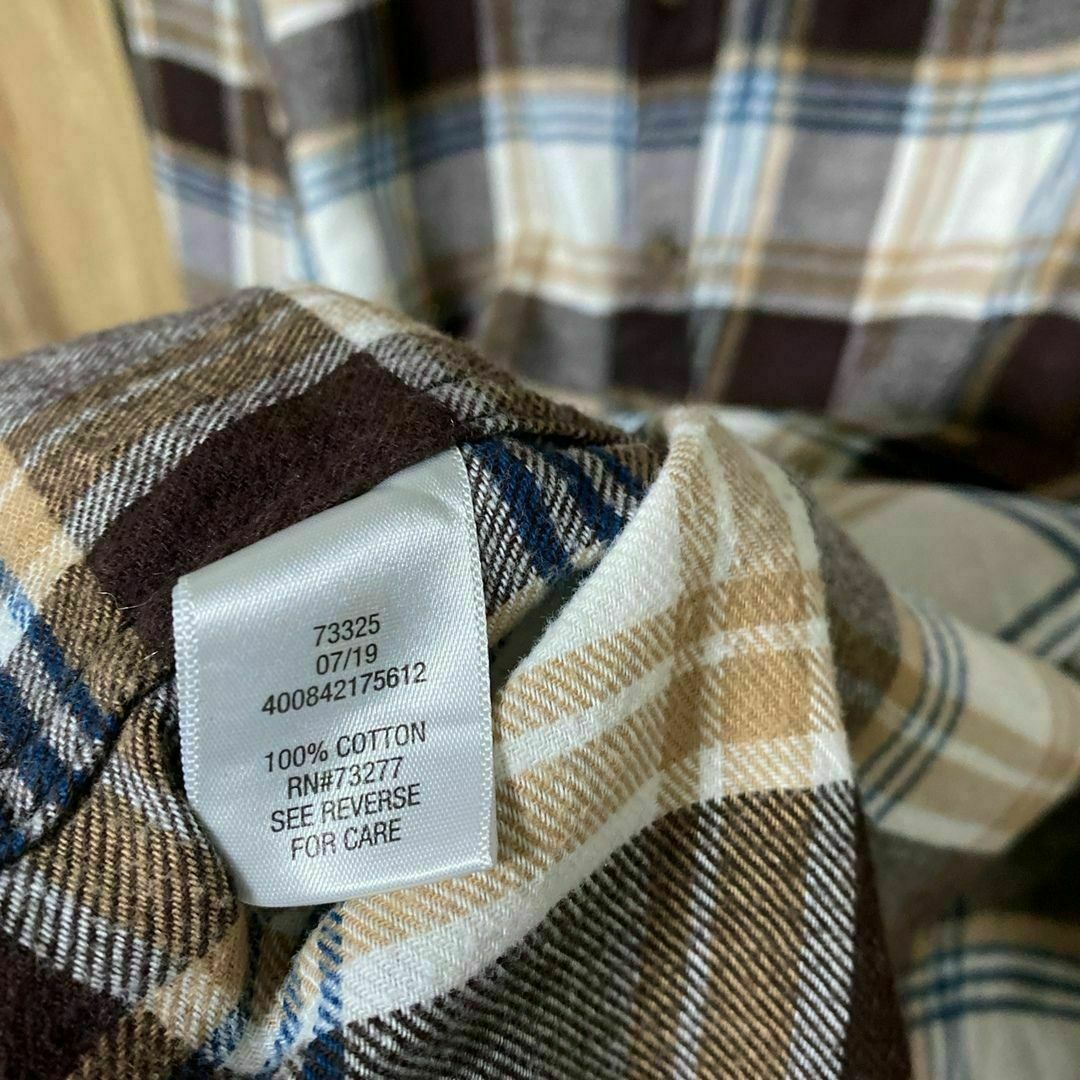 73325
07/19
400842175612
100% COTTON
RN#73277
SEE REVERSE
FOR CARE